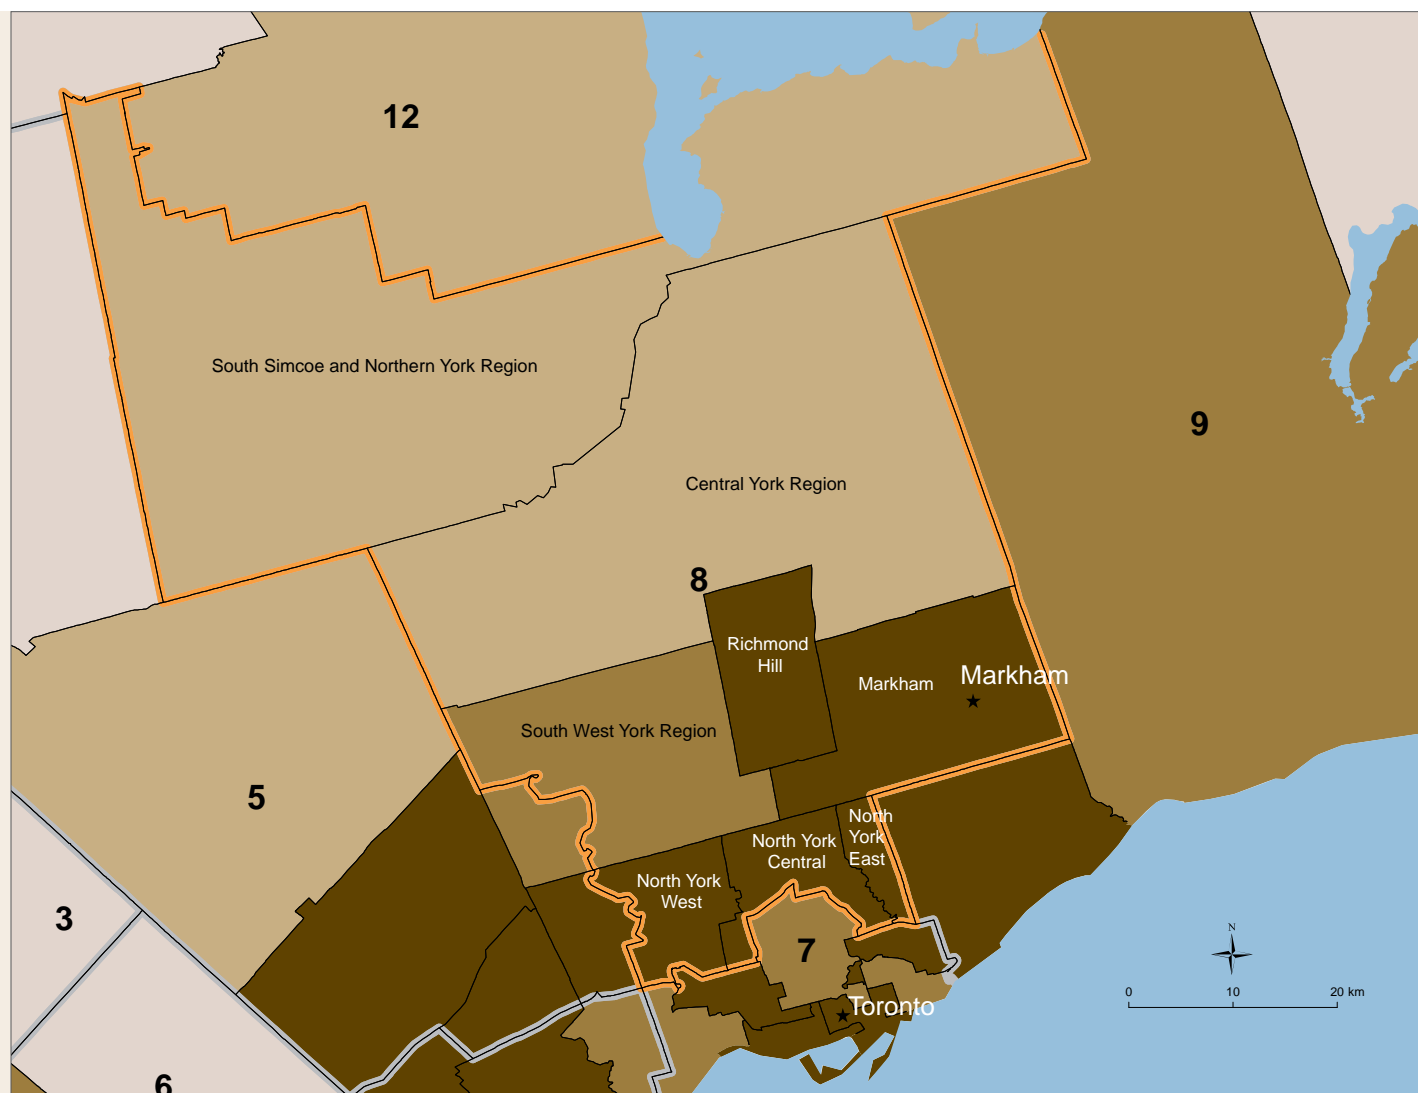 12
South Simcoe and Northern York Region
9
Central York Region
8
Richmond
Hill
Markham
Markham
South West York Region
5
North York
Central
North
York
East
North York
West
3
7
N
0 10 20 km
Toronto
6